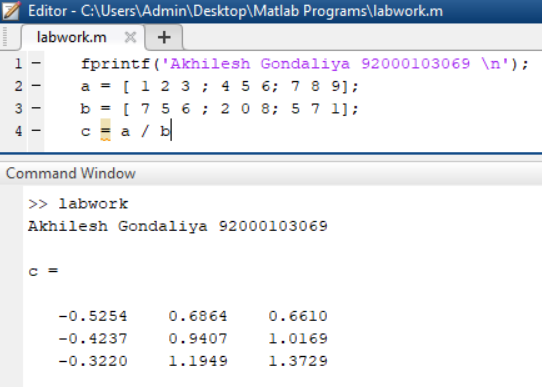 Editor - C:\Users\Admin\Desktop\Matlab Programs\labwork.m
labwork.m × +
1 - fprintf('Akhilesh Gondaliya 92000103069 \n');
2 - a = [ 1 2 3 ; 4 5 6; 7 8 9];
3 - b = [ 7 5 6 ; 2 0 8; 5 7 1];
4 - c = a / b
Command Window
>> labwork
Akhilesh Gondaliya 92000103069
c =
-0.5254 0.6864 0.6610
-0.4237 0.9407 1.0169
-0.3220 1.1949 1.3729